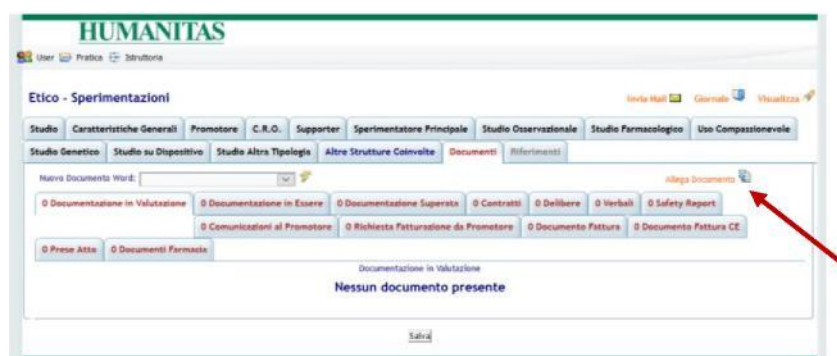 HUMANITAS
User Pratica Istruttoria
Etico - Sperimentazioni
Invia Mail Giornale Visualizza
Studio Caratteristiche Generali Promotore C.R.O. Supporter Sperimentatore Principale Studio Osservazionale Studio Farmacologico Uso Compassionevole
Studio Genetico Studio su Dispositivo Studio Altra Tipologia Altre Strutture Coinvolte Documenti Riferimenti
Nuovo Documento Word: Allega Documento
0 Documentazione in Valutazione 0 Documentazione in Essere 0 Documentazione Superata 0 Contratti 0 Delibere 0 Verbali 0 Safety Report
0 Comunicazioni al Promotore 0 Richiesta Fatturazione da Promotore 0 Documento Fattura 0 Documento Fattura CE
0 Prese Atto 0 Documenti Farmacia
Documentazione in Valutazione
Nessun documento presente
Salva